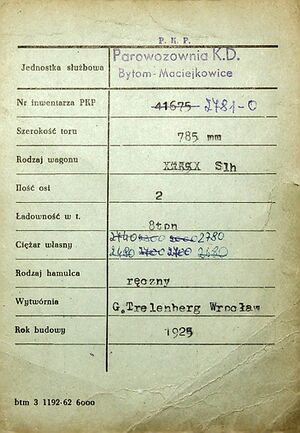 P. K. P.
Jednostka służbowa Parowozownia K.D.
Bytom-Maciejkowice
Nr inwentarza PKP 41675 2781-0
Szerokość toru 785 mm
Rodzaj wagonu Slh
Ilość osi 2
Ładowność w t. 8ton
2780
Ciężar własny
Rodzaj hamulca ręczny
Wytwórnia G.Trelenberg Wrocław
Rok budowy 1925
btm 3 1192-62 6000